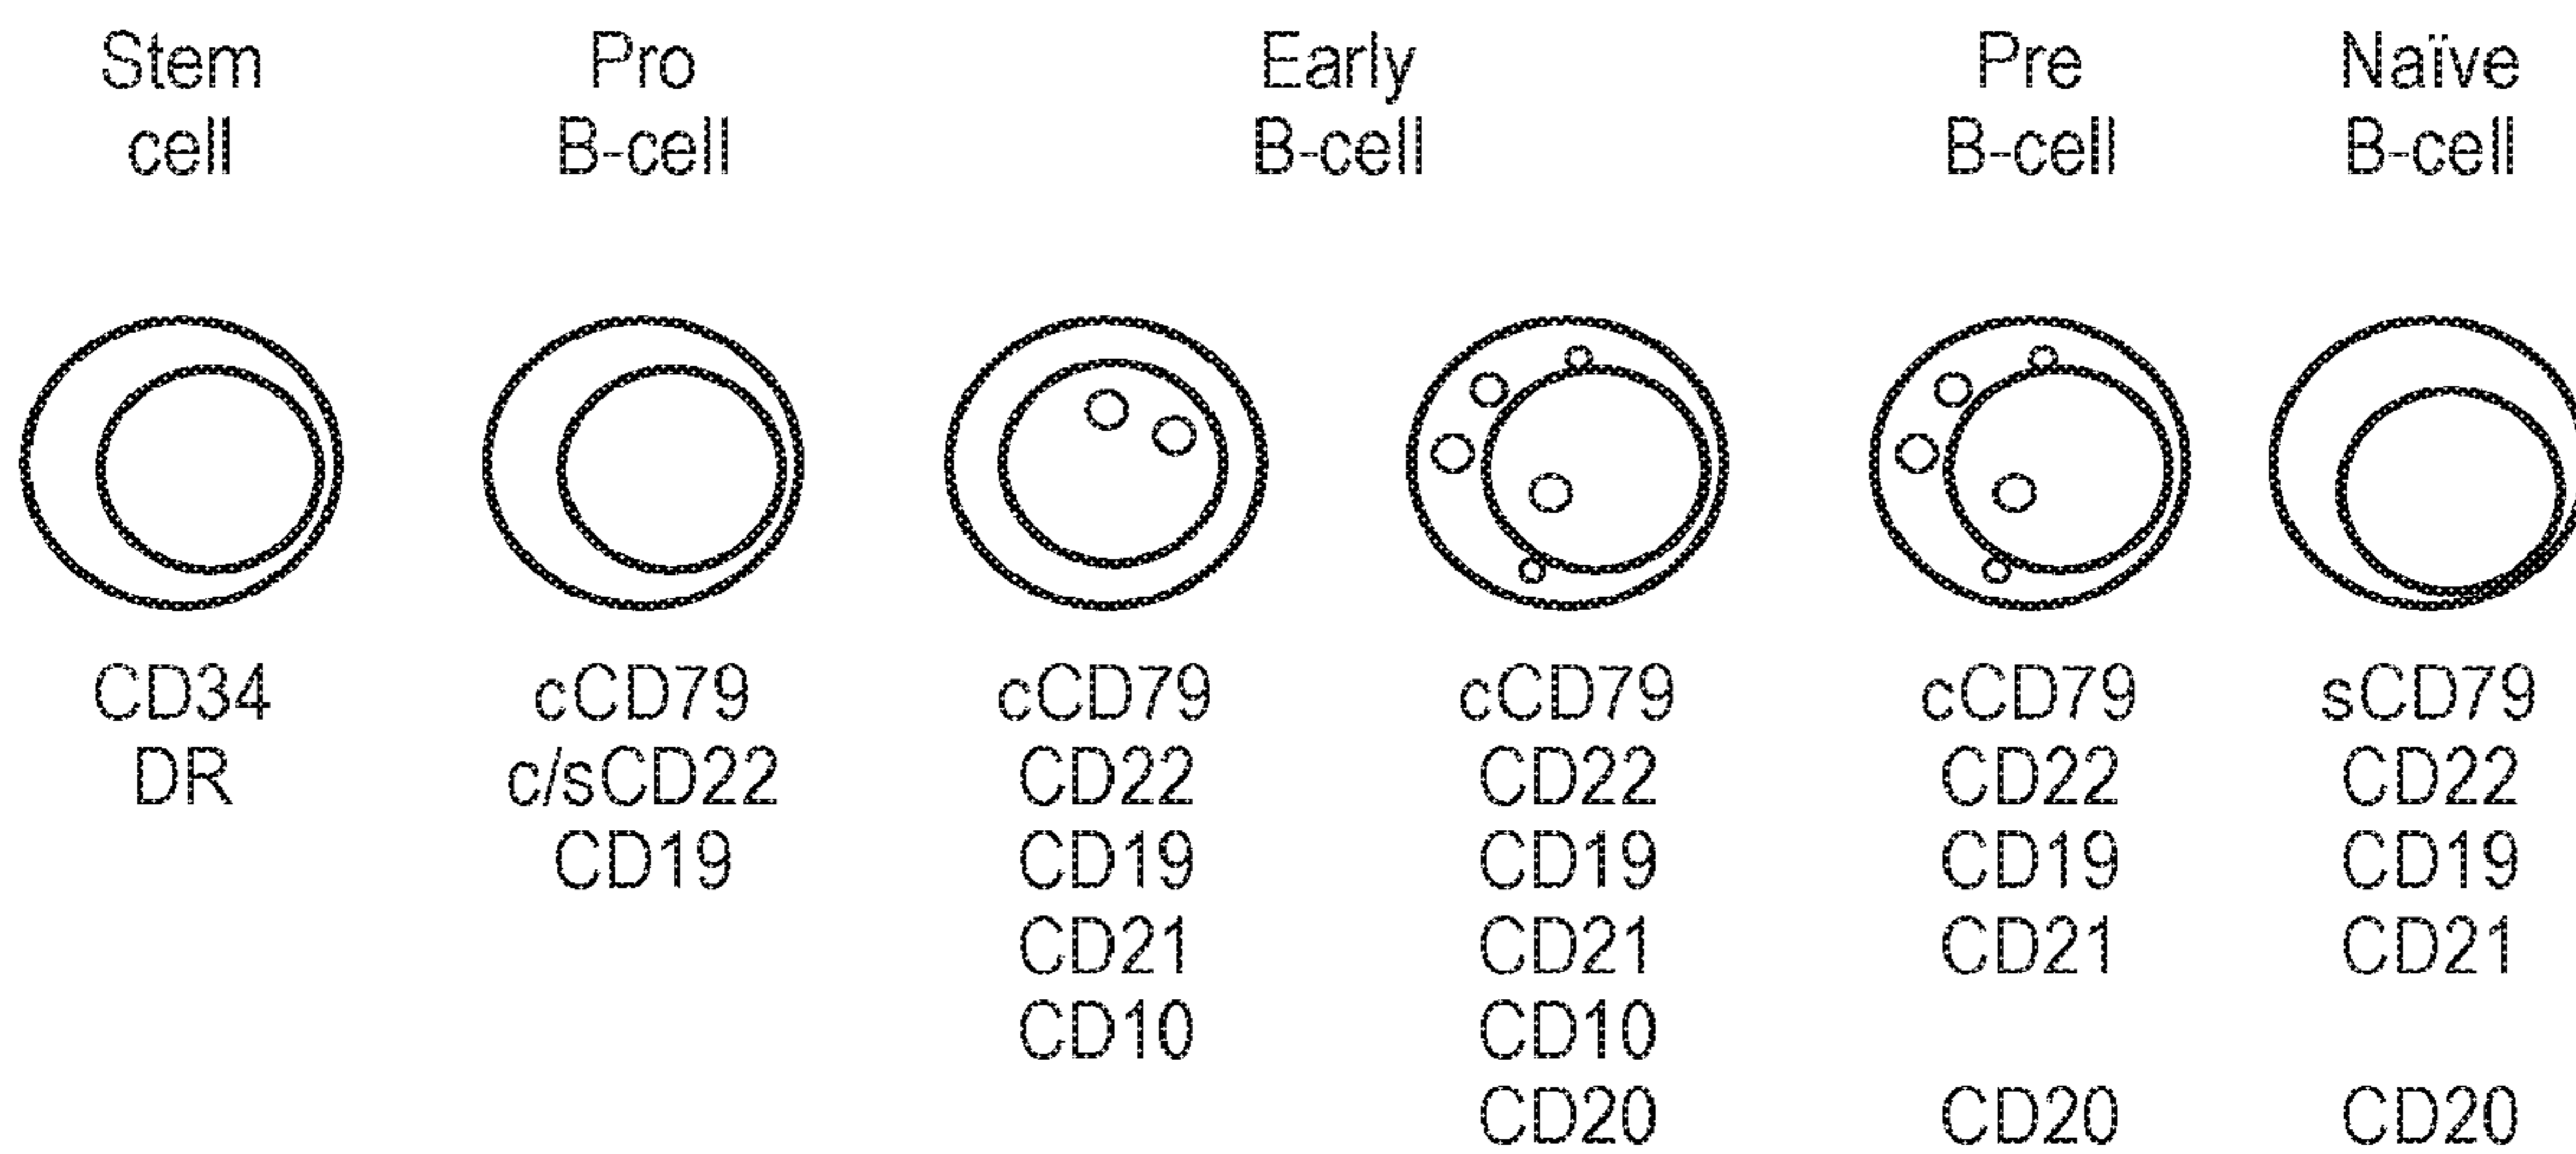 Stem cell
Pro B-cell
Early B-cell
Pre B-cell
Naïve B-cell
CD34
DR
cCD79
c/sCD22
CD19
cCD79
CD22
CD19
CD21
CD10
cCD79
CD22
CD19
CD21
CD10
CD20
cCD79
CD22
CD19
CD21
CD20
sCD79
CD22
CD19
CD21
CD20